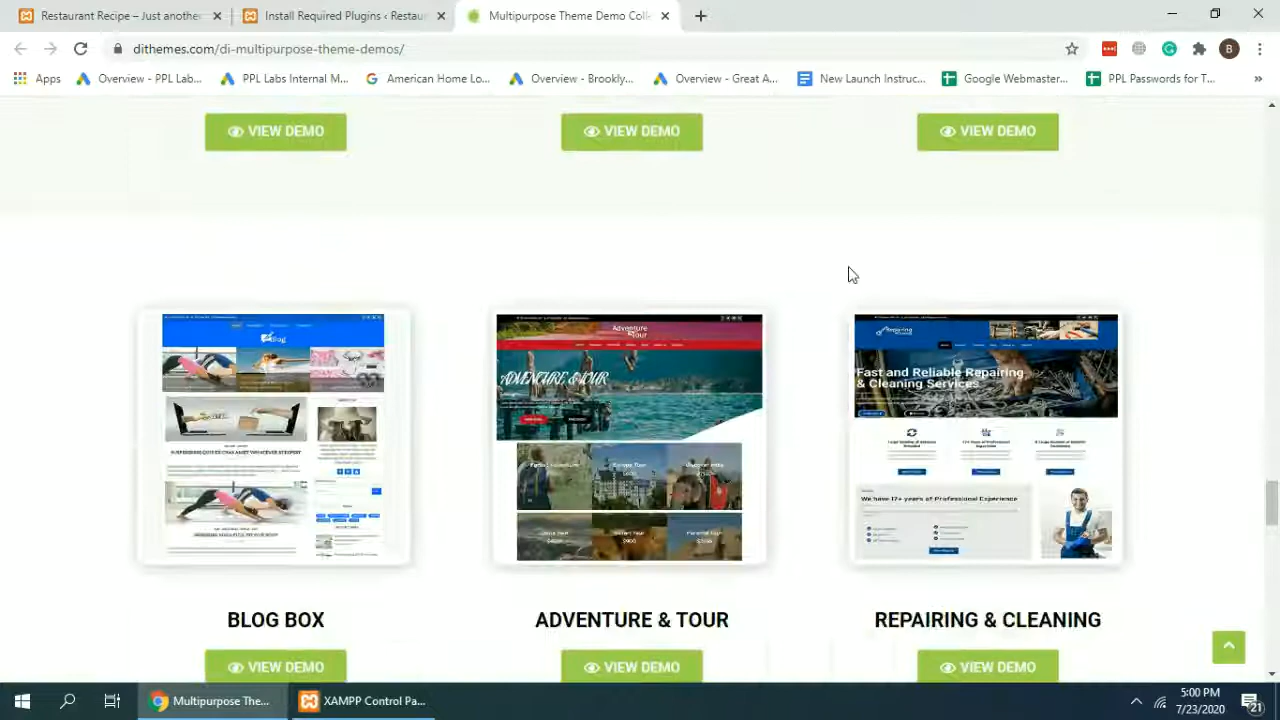 Restaurant Recipe – Just anothe
Install Required Plugins ‹ Restau
Multipurpose Theme Demo Coll
dithemes.com/di-multipurpose-theme-demos/
B
Apps
Overview - PPL Lab...
PPL Labs Internal M...
American Home Lo...
Overview - Brookly...
Overview - Great A...
New Launch Instruc...
Google Webmaster...
PPL Passwords for T...
»
VIEW DEMO
VIEW DEMO
VIEW DEMO
Adventure
& Tour
ADVENTURE & TOUR
Repairing
Fast and Reliable Repairing
& Cleaning Services
We have 17+ years of Professional Experience
BLOG BOX
ADVENTURE & TOUR
REPAIRING & CLEANING
VIEW DEMO
VIEW DEMO
VIEW DEMO
Multipurpose The...
XAMPP Control Pa...
5:00 PM
7/23/2020
21